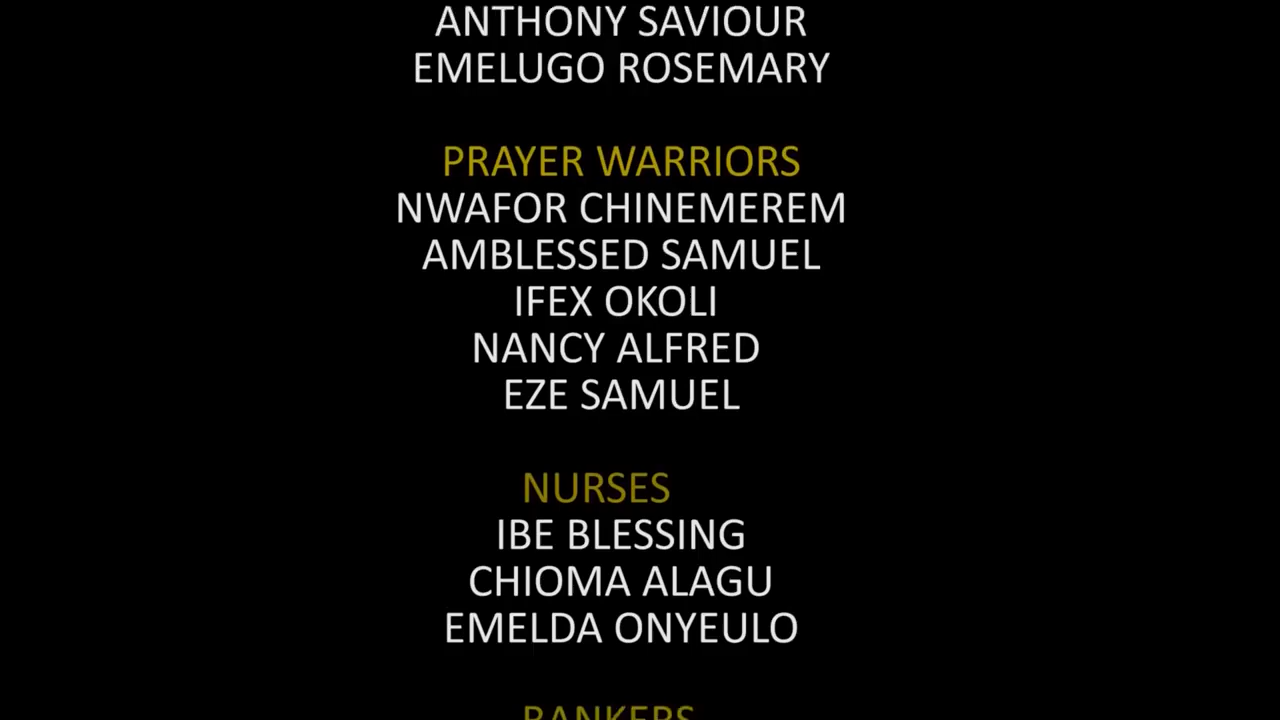 ANTHONY SAVIOUR
EMELUGO ROSEMARY
PRAYER WARRIORS
NWAFOR CHINEMEREM
AMBLESSED SAMUEL
IFEX OKOLI
NANCY ALFRED
EZE SAMUEL
NURSES
IBE BLESSING
CHIOMA ALAGU
EMELDA ONYEULO
BANKERS